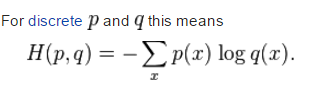 For discrete p and q this means
H(p, q) = − ∑ p(x) log q(x).
x